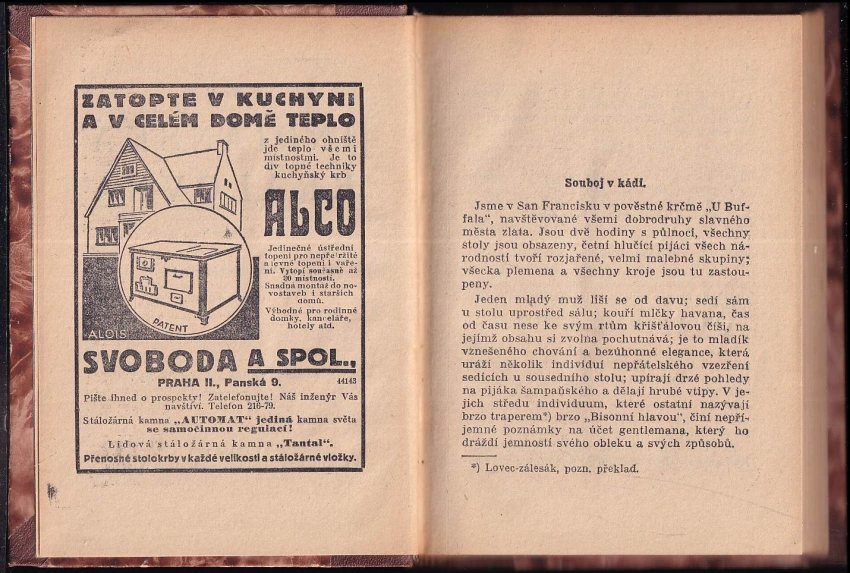 ZATOPTE V KUCHYNI
A V CELÉM DOMĚ TEPLO
z jediného ohniště
jde teplo všemi
místnostmi. Je to
div topné techniky
kuchyňský krb
ALCO
Jedinečné ústřední
topení pro nepřetržité
a levné topení i vaře-
ní. Vytopí současně až
20 místností.
Snadná montáž do no-
vostaveb i starších
domů.
Výhodné pro rodinné
domky, kanceláře,
hotely atd.
PATENT
ALOIS
SVOBODA A SPOL.,
PRAHA II., Panská 9. 44143
Pište ihned o prospekty! Zatelefonujte! Náš inženýr Vás
navštíví. Telefon 216-79.
Stáložárná kamna „AUTOMAT" jediná kamna světa
se samočinnou regulací!
Lidová stáložárná kamna „Tantal".
Přenosné stolokrby v každé velikosti a stáložárné vložky.
Souboj v kádi.
Jsme v San Francisku v pověstné krčmě „U Buf-
fala", navštěvované všemi dobrodruhy slavného
města zlata. Jsou dvě hodiny s půlnoci, všechny
stoly jsou obsazeny, četní hlučící pijáci všech ná-
rodností tvoří rozjařené, velmi malebné skupiny;
všecka plemena a všechny kroje jsou tu zastou-
peny.
Jeden mladý muž liší se od davu; sedí sám
u stolu uprostřed sálu; kouří mlčky havana, čas
od času nese ke svým rtům křišťálovou číši, na
jejímž obsahu si zvolna pochutnává; je to mladík
vznešeného chování a bezúhonné elegance, která
uráží několik individuí nepřátelského vzezření
sedících u sousedního stolu; upírají drzé pohledy
na pijáka šampaňského a dělají hrubé vtipy. V je-
jich středu individuum, které ostatní nazývají
brzo traperem*) brzo „Bisonní hlavou", činí nepří-
jemné poznámky na účet gentlemana, který ho
dráždí jemností svého obleku a svých způsobů.
*) Lovec-zálesák, pozn. překlad.